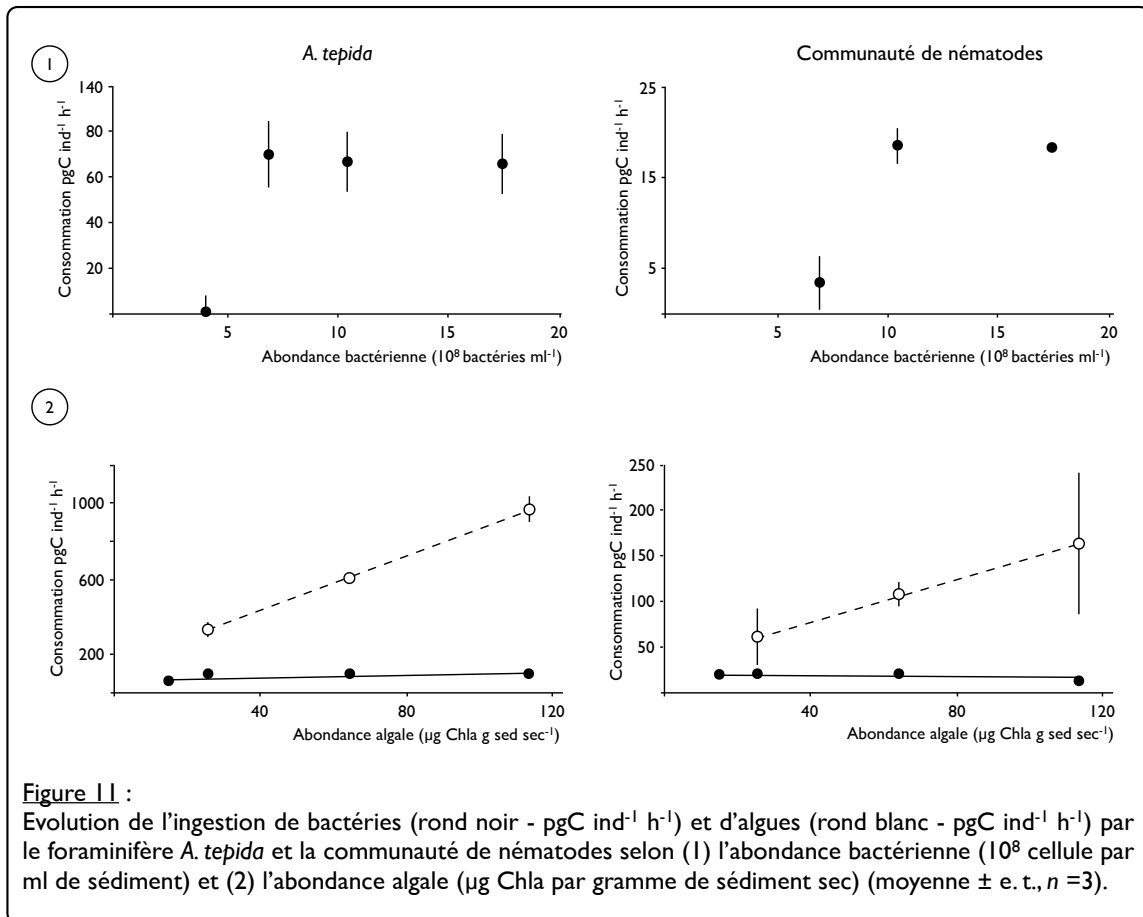 1
A. tepida
Communauté de nématodes
Consommation pgC ind⁻¹ h⁻¹
140
80
60
40
20
5
10
15
20
Abondance bactérienne (10⁸ bactéries ml⁻¹)
Consommation pgC ind⁻¹ h⁻¹
25
15
5
5
10
15
20
Abondance bactérienne (10⁸ bactéries ml⁻¹)
2
Consommation pgC ind⁻¹ h⁻¹
1000
600
200
40
80
120
Abondance algale (µg Chla g sed sec⁻¹)
Consommation pgC ind⁻¹ h⁻¹
250
200
150
100
50
40
80
120
Abondance algale (µg Chla g sed sec⁻¹)
Figure 11 :
Evolution de l'ingestion de bactéries (rond noir - pgC ind⁻¹ h⁻¹) et d'algues (rond blanc - pgC ind⁻¹ h⁻¹) par
le foraminifère A. tepida et la communauté de nématodes selon (1) l'abondance bactérienne (10⁸ cellule par
ml de sédiment) et (2) l'abondance algale (µg Chla par gramme de sédiment sec) (moyenne ± e. t., n =3).